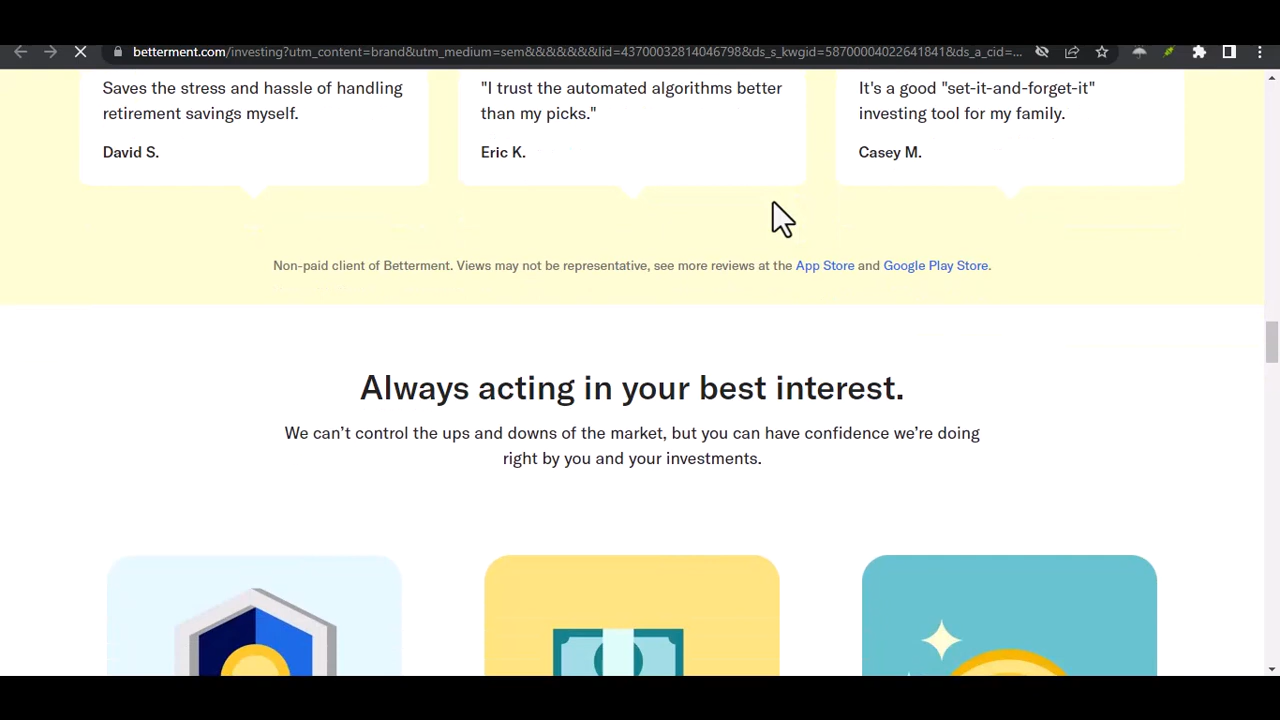 betterment.com/investing?utm_content=brand&utm_medium=sem&&&&&&&lid=43700032814046798&ds_s_kwgid=58700004022641841&ds_a_cid=...
Saves the stress and hassle of handling
retirement savings myself.
David S.
"I trust the automated algorithms better
than my picks."
Eric K.
It's a good "set-it-and-forget-it"
investing tool for my family.
Casey M.
Non-paid client of Betterment. Views may not be representative, see more reviews at the App Store and Google Play Store.
Always acting in your best interest.
We can’t control the ups and downs of the market, but you can have confidence we’re doing
right by you and your investments.